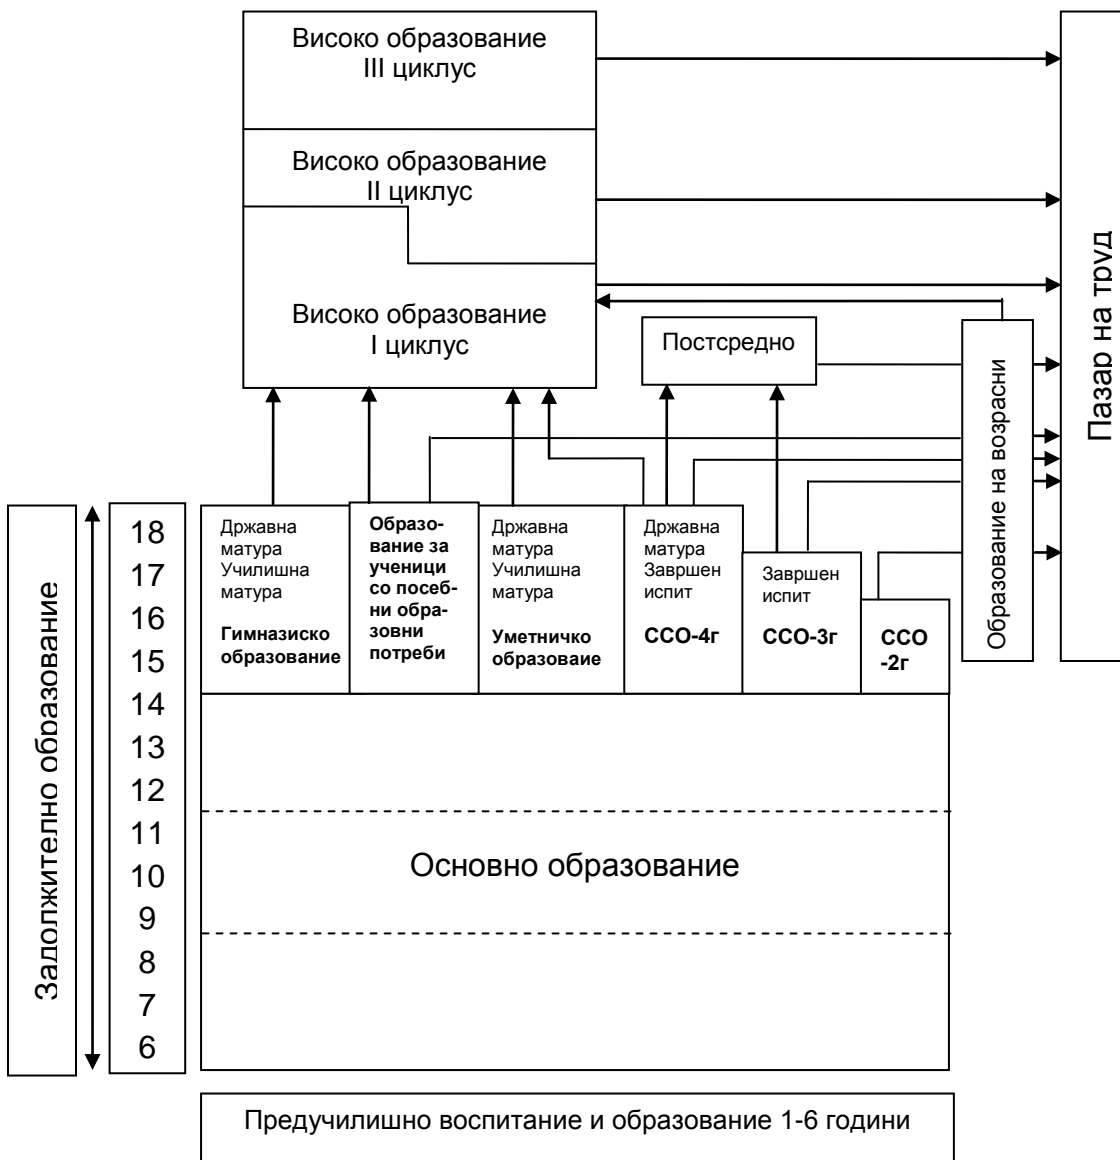 Високо образование
III циклус
Високо образование
II циклус
Високо образование
I циклус
Постсредно
Образование на возрасни
Пазар на труд
Задолжително образование
18
17
16
15
14
13
12
11
10
9
8
7
6
Државна
матура
Училишна
матура
Гимназиско
образование
Образо-
вание за
ученици
со посеб-
ни обра-
зовни
потреби
Државна
матура
Училишна
матура
Уметничко
образоваие
Државна
матура
Завршен
испит
ССО-4г
Завршен
испит
ССО-3г
ССО
-2г
Основно образование
Предучилишно воспитание и образование 1-6 години